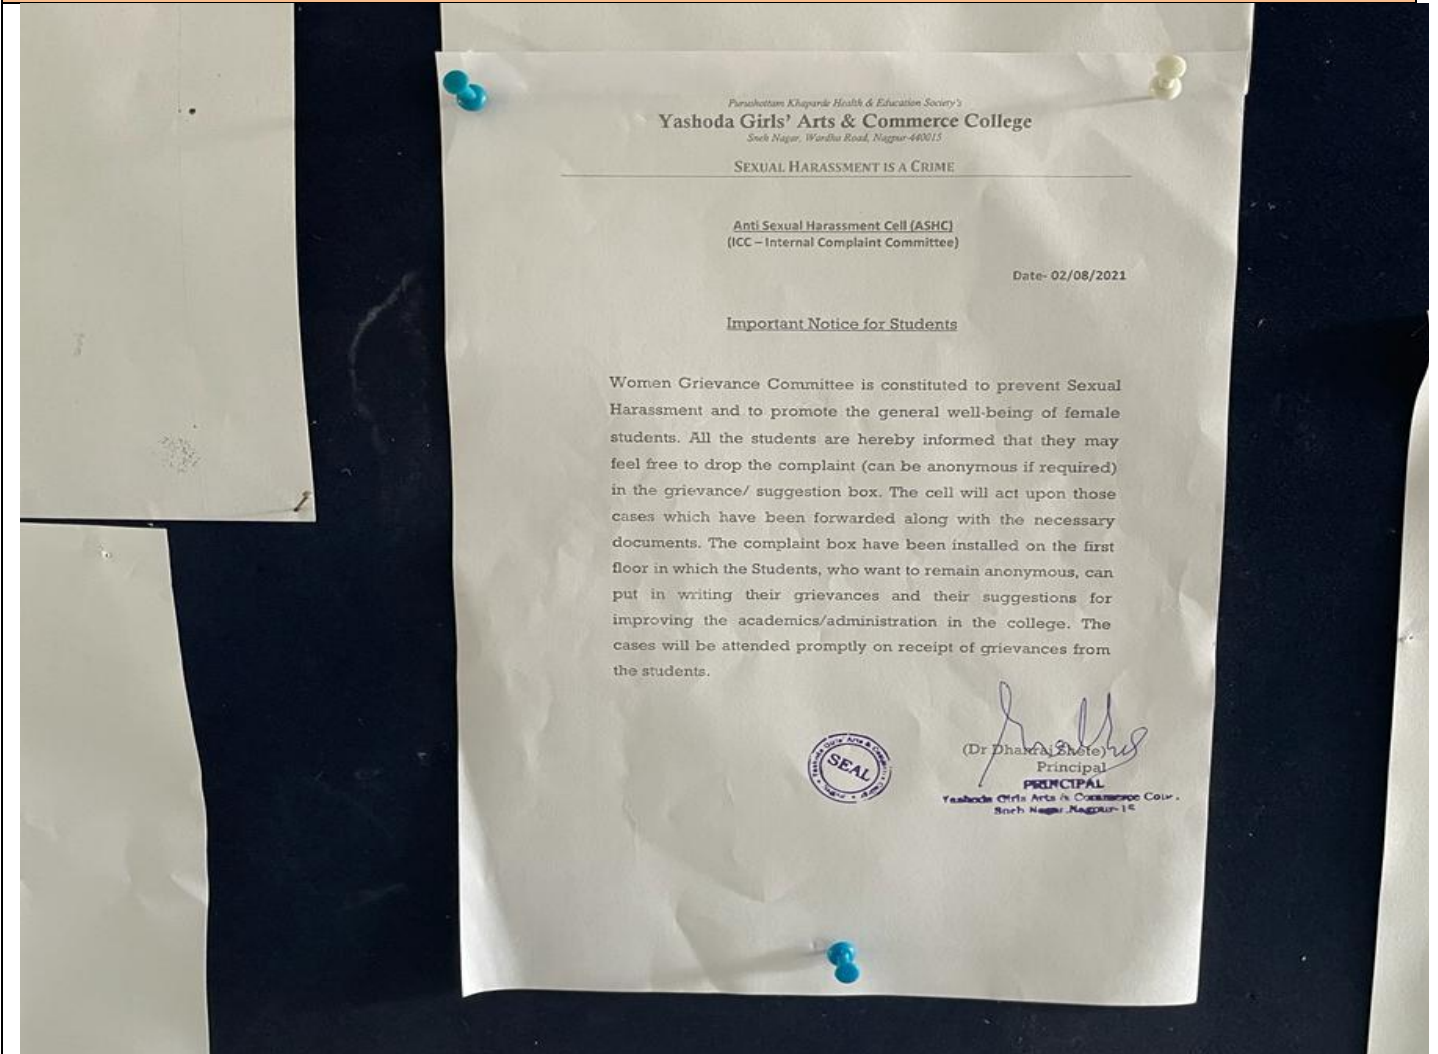 Purushottam Khaparde Health & Education Society's
Yashoda Girls' Arts & Commerce College
Sneh Nagar, Wardha Road, Nagpur-440015
SEXUAL HARASSMENT IS A CRIME
Anti Sexual Harassment Cell (ASHC)
(ICC – Internal Complaint Committee)
Date- 02/08/2021
Important Notice for Students
Women Grievance Committee is constituted to prevent Sexual
Harassment and to promote the general well-being of female
students. All the students are hereby informed that they may
feel free to drop the complaint (can be anonymous if required)
in the grievance/ suggestion box. The cell will act upon those
cases which have been forwarded along with the necessary
documents. The complaint box have been installed on the first
floor in which the Students, who want to remain anonymous, can
put in writing their grievances and their suggestions for
improving the academics/administration in the college. The
cases will be attended promptly on receipt of grievances from
the students.
SEAL
(Dr Dhanraj Shete)
Principal
PRINCIPAL
Yashoda Girls Arts & Commerce
Sneh Nagar, Nagpur-15